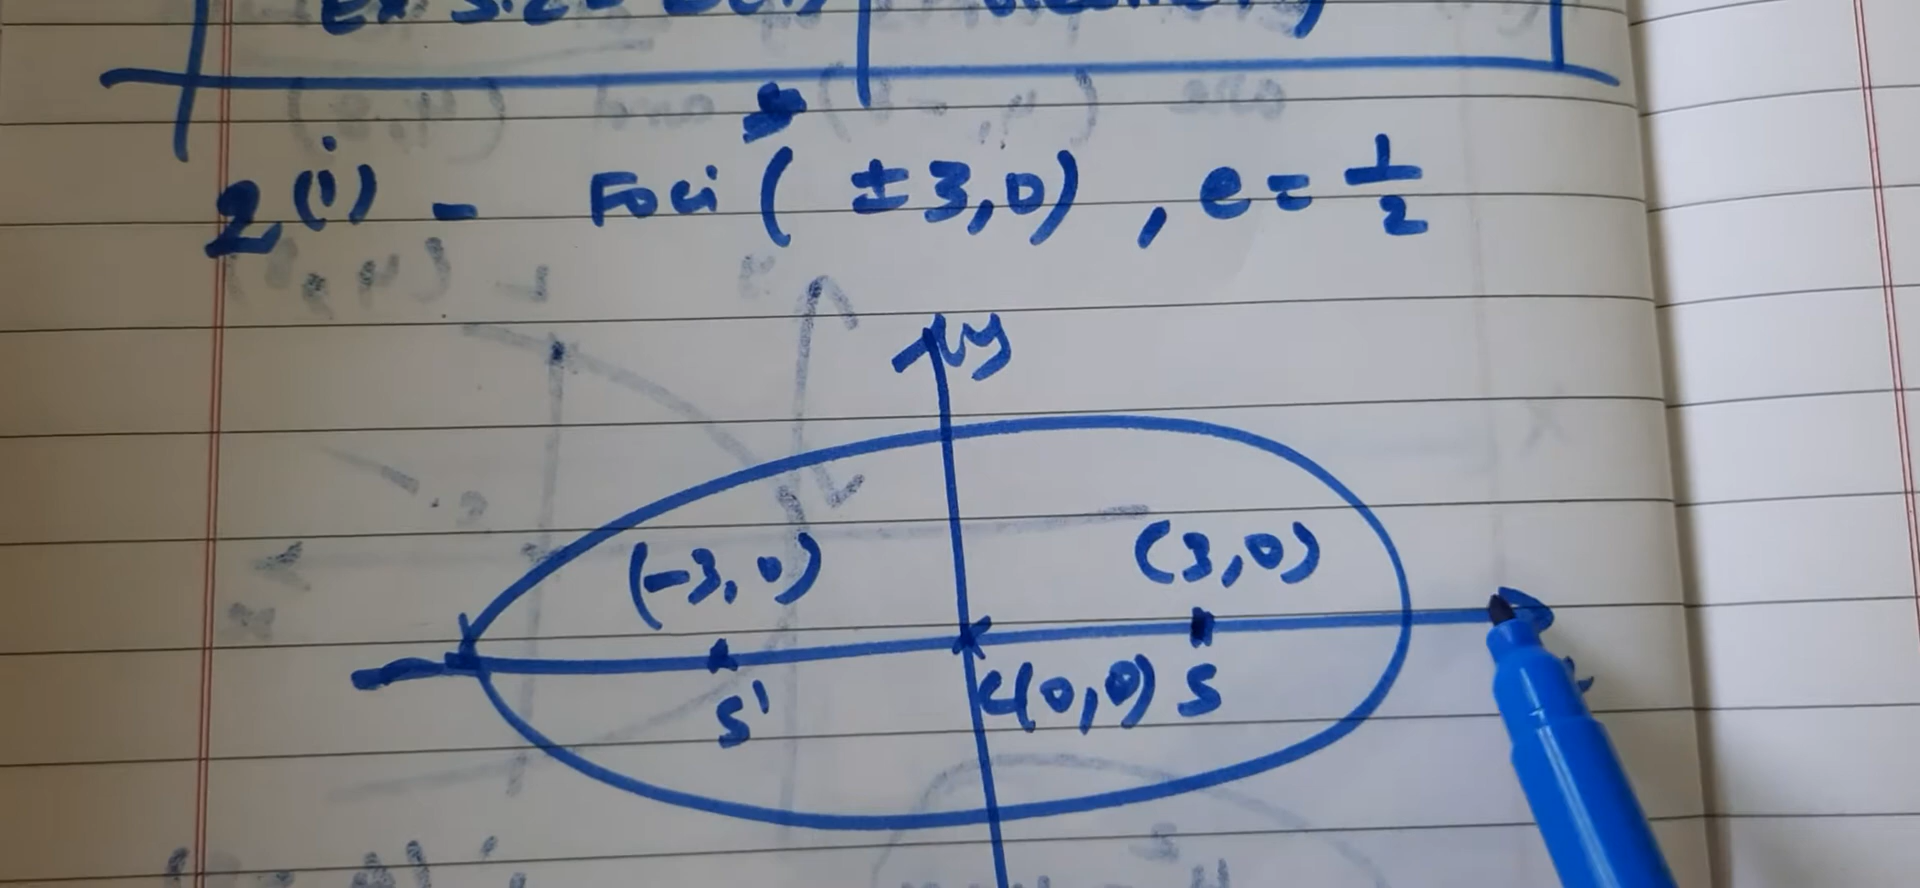 2(i) - Foci (±3,0), e = 1/2
y
(-3,0) (3,0)
S' C(0,0) S